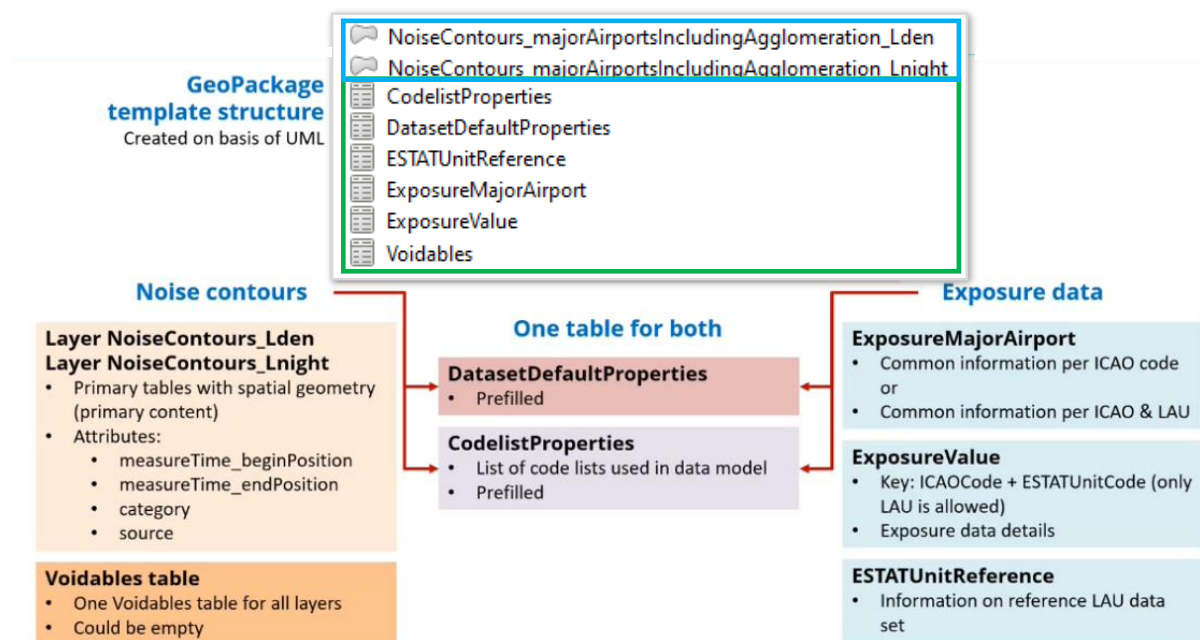 GeoPackage
template structure
Created on basis of UML
NoiseContours_majorAirportsIncludingAgglomeration_Lden
NoiseContours_majorAirportsIncludingAgglomeration_Lnight
CodelistProperties
DatasetDefaultProperties
ESTATUnitReference
ExposureMajorAirport
ExposureValue
Voidables
Noise contours
Layer NoiseContours_Lden
Layer NoiseContours_Lnight
• Primary tables with spatial geometry
(primary content)
• Attributes:
• measureTime_beginPosition
• measureTime_endPosition
• category
• source
Voidables table
• One Voidables table for all layers
• Could be empty
One table for both
DatasetDefaultProperties
• Prefilled
CodelistProperties
• List of code lists used in data model
• Prefilled
Exposure data
ExposureMajorAirport
• Common information per ICAO code
or
• Common information per ICAO & LAU
ExposureValue
• Key: ICAOCode + ESTATUnitCode (only
LAU is allowed)
• Exposure data details
ESTATUnitReference
• Information on reference LAU data
set